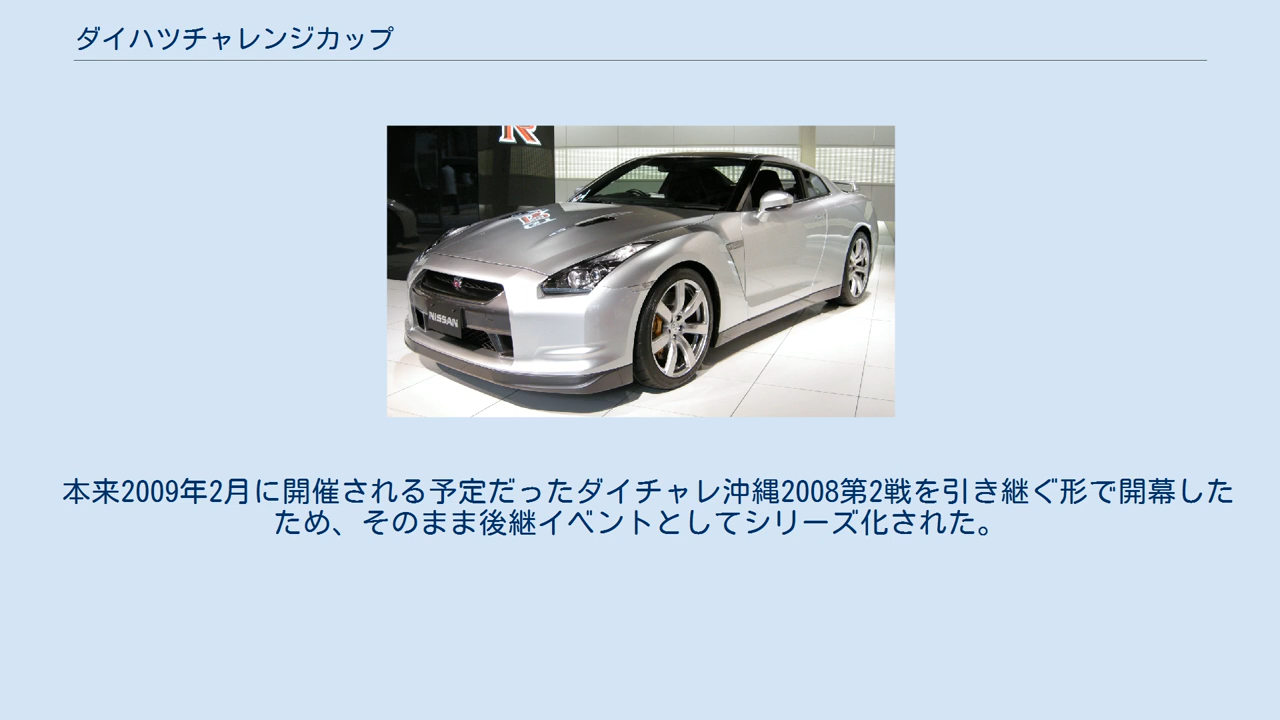 ダイハツチャレンジカップ
R
NISSAN
本来2009年2月に開催される予定だったダイチャレ沖縄2008第2戦を引き継ぐ形で開幕した
ため、そのまま後継イベントとしてシリーズ化された。